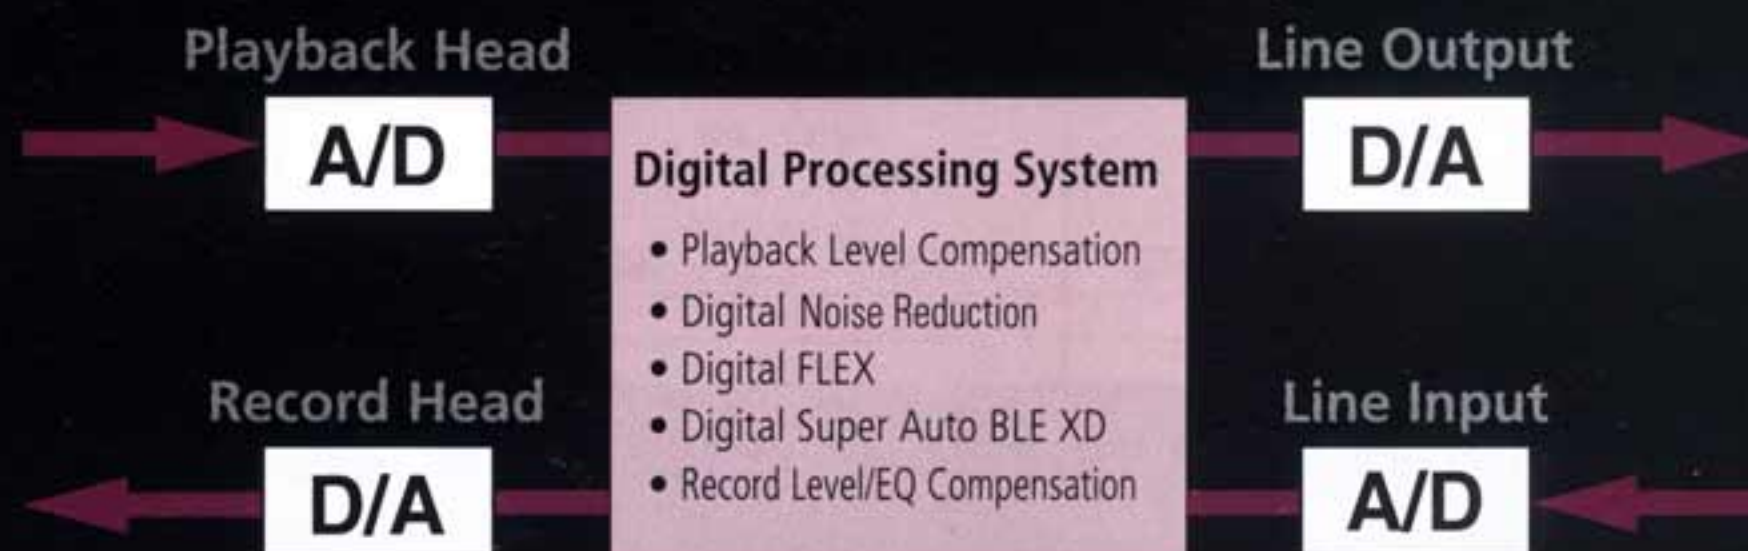 Playback Head
Line Output
A/D
D/A
Digital Processing System
• Playback Level Compensation
• Digital Noise Reduction
• Digital FLEX
• Digital Super Auto BLE XD
• Record Level/EQ Compensation
Record Head
Line Input
D/A
A/D